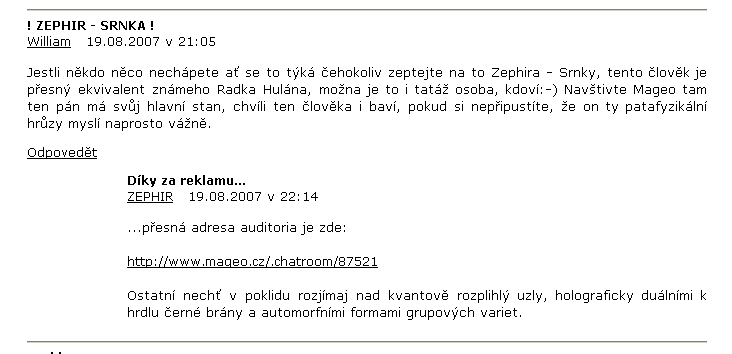 ! ZEPHIR - SRNKA !
William 19.08.2007 v 21:05
Jestli někdo něco nechápete ať se to týká čehokoliv zeptejte na to Zephira – Srnky, tento člověk je
přesný ekvivalent známeho Radka Hulána, možna je to i tatáž osoba, kdoví:-) Navštivte Mageo tam
ten pán má svůj hlavní stan, chvíli ten člověka i baví, pokud si nepřipustíte, že on ty patafyzikální
hrůzy myslí naprosto vážně.
Odpovedět
Díky za reklamu...
ZEPHIR 19.08.2007 v 22:14
...přesná adresa auditoria je zde:
http://www.mageo.cz/.chatroom/87521
Ostatní nechť v poklidu rozjímaj nad kvantově rozplihlý uzly, holograficky duálními k
hrdlu černé brány a automorfními formami grupových variet.